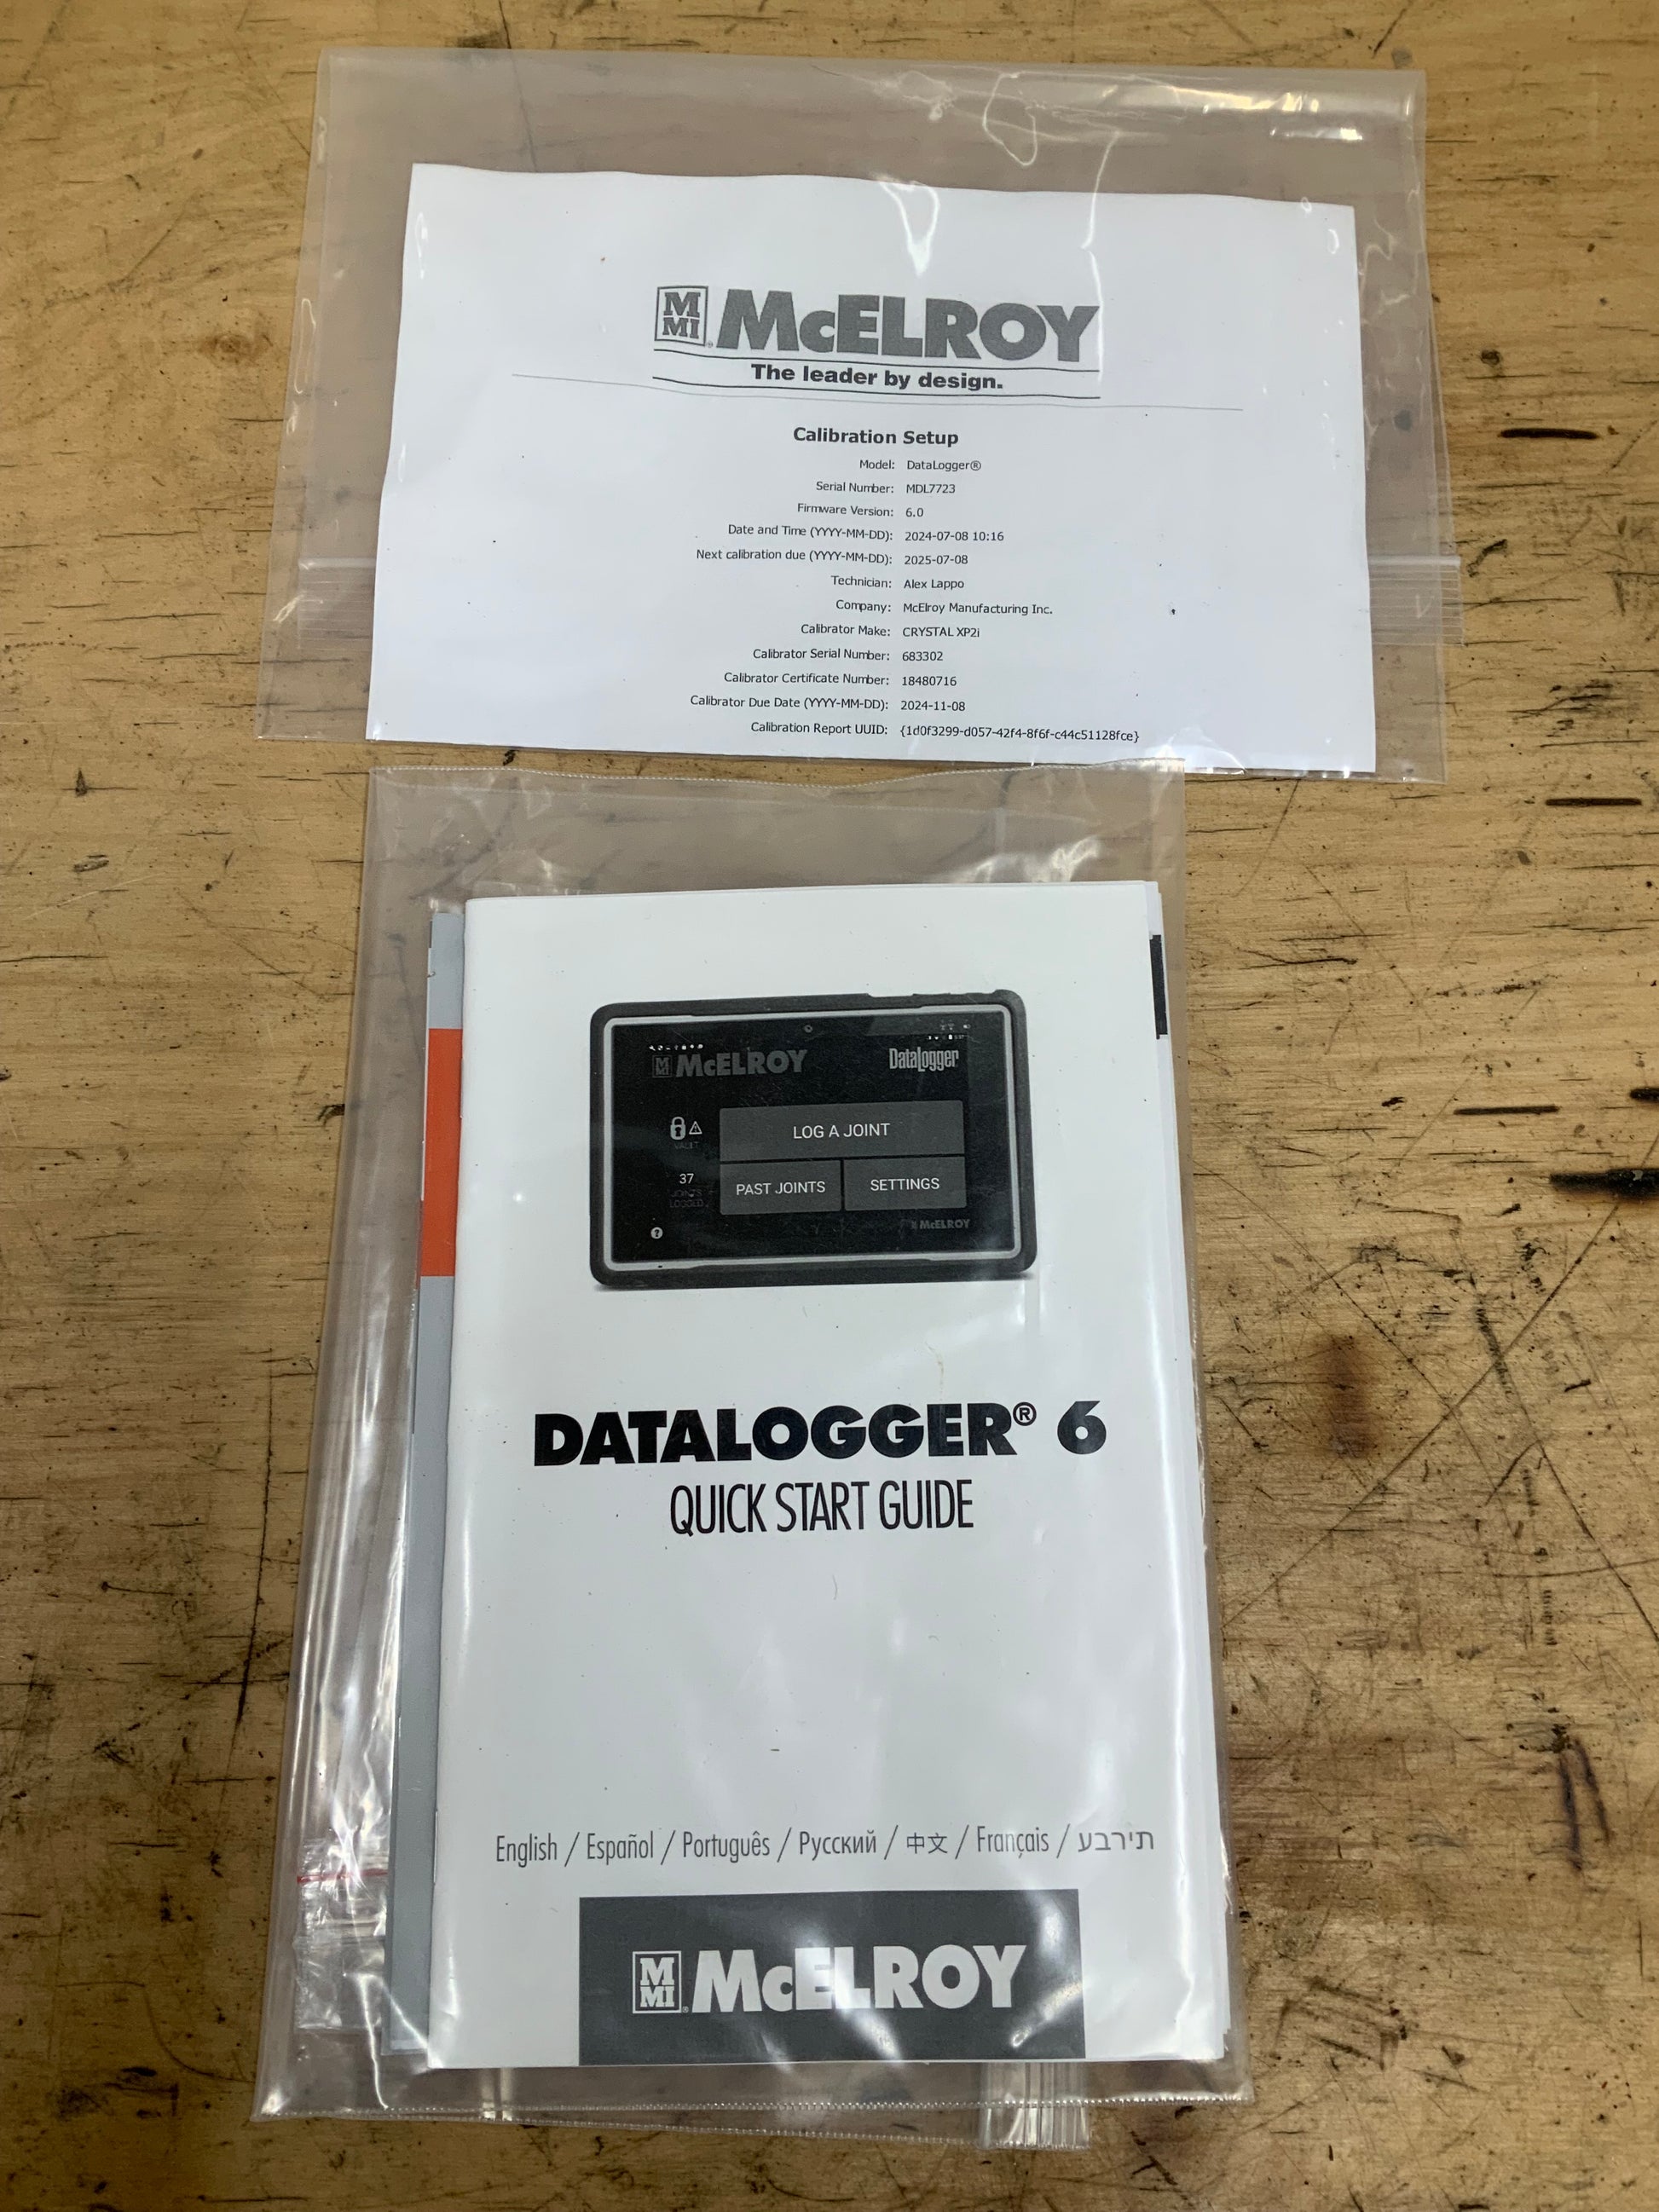 M
MI
McELROY
The leader by design.
Calibration Setup
Model: DataLogger®
Serial Number: MDL7723
Firmware Version: 6.0
Date and Time (YYYY-MM-DD): 2024-07-08 10:16
Next calibration due (YYYY-MM-DD): 2025-07-08
Technician: Alex Lappo
Company: McElroy Manufacturing Inc.
Calibrator Make: CRYSTAL XP2i
Calibrator Serial Number: 683302
Calibrator Certificate Number: 18480716
Calibrator Due Date (YYYY-MM-DD): 2024-11-08
Calibration Report UUID: {1d0f3299-d057-42f4-8f6f-c44c51128fce}
McELROY DataLogger
VAULT
LOG A JOINT
37
JOINTS
LOGGED
PAST JOINTS SETTINGS
McELROY
DATALOGGER® 6
QUICK START GUIDE
English / Español / Português / Русский / 中文 / Français / תירבע
M
MI
McELROY